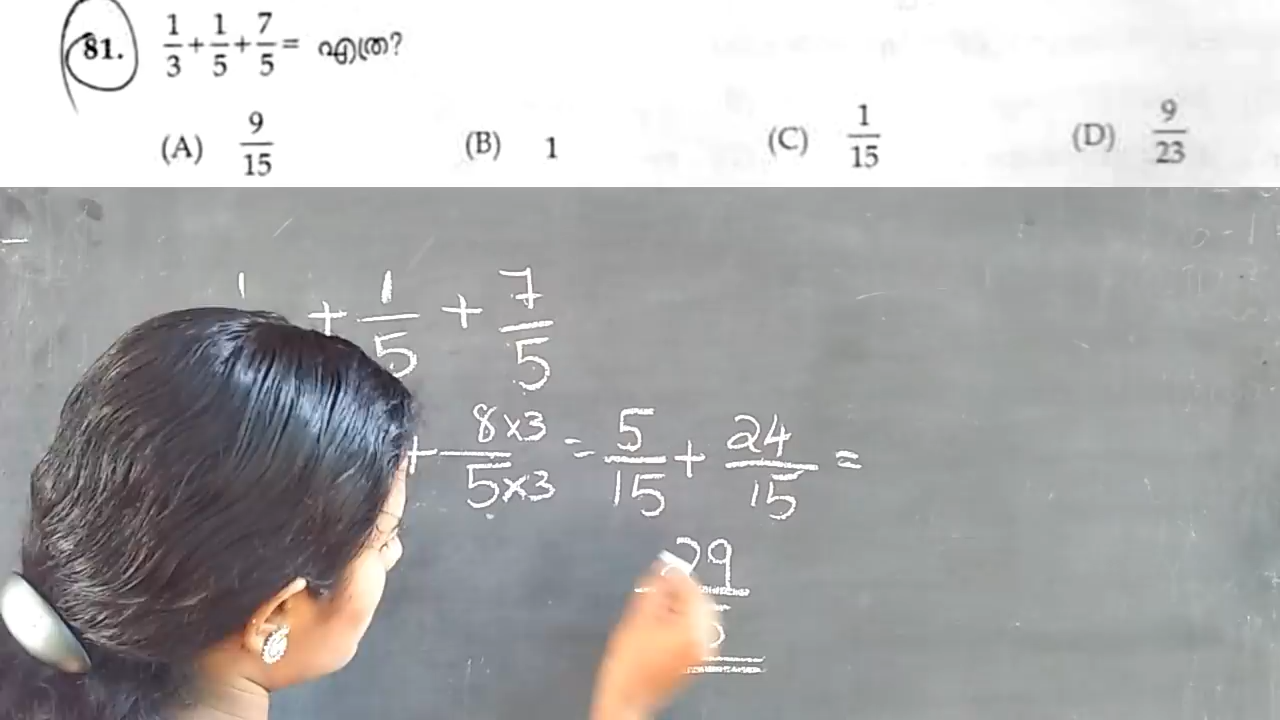 81. 1/3 + 1/5 + 7/5 = എത്ര?
(A) 9/15 (B) 1 (C) 1/15 (D) 9/23
1 + 1/5 + 7/5
+ 8×3/5×3 = 5/15 + 24/15 =
29